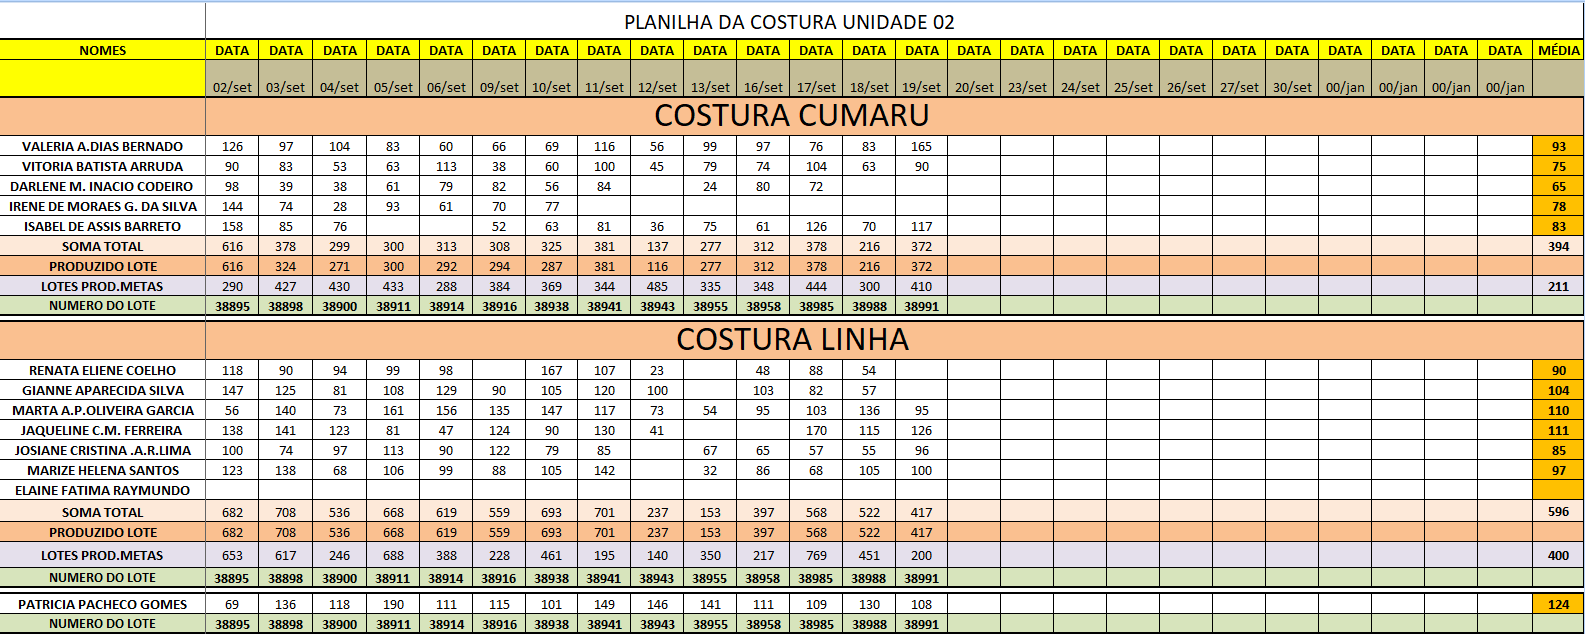 PLANILHA DA COSTURA UNIDADE 02
NOMES DATA DATA DATA DATA DATA DATA DATA DATA DATA DATA DATA DATA DATA DATA DATA DATA DATA DATA DATA DATA DATA DATA DATA DATA DATA MÉDIA
02/set 03/set 04/set 05/set 06/set 09/set 10/set 11/set 12/set 13/set 16/set 17/set 18/set 19/set 20/set 23/set 24/set 25/set 26/set 27/set 30/set 00/jan 00/jan 00/jan 00/jan
COSTURA CUMARU
VALERIA A.DIAS BERNADO 126 97 104 83 60 66 69 116 56 99 97 76 83 165 93
VITORIA BATISTA ARRUDA 90 83 53 63 113 38 60 100 45 79 74 104 63 90 75
DARLENE M. INACIO CODEIRO 98 39 38 61 79 82 56 84 24 80 72 65
IRENE DE MORAES G. DA SILVA 144 74 28 93 61 70 77 78
ISABEL DE ASSIS BARRETO 158 85 76 52 63 81 36 75 61 126 70 117 83
SOMA TOTAL 616 378 299 300 313 308 325 381 137 277 312 378 216 372 394
PRODUZIDO LOTE 616 324 271 300 292 294 287 381 116 277 312 378 216 372
LOTES PROD.METAS 290 427 430 433 288 384 369 344 485 335 348 444 300 410 211
NUMERO DO LOTE 38895 38898 38900 38911 38914 38916 38938 38941 38943 38955 38958 38985 38988 38991
COSTURA LINHA
RENATA ELIENE COELHO 118 90 94 99 98 167 107 23 48 88 54 90
GIANNE APARECIDA SILVA 147 125 81 108 129 90 105 120 100 103 82 57 104
MARTA A.P.OLIVEIRA GARCIA 56 140 73 161 156 135 147 117 73 54 95 103 136 95 110
JAQUELINE C.M. FERREIRA 138 141 123 81 47 124 90 130 41 170 115 126 111
JOSIANE CRISTINA .A.R.LIMA 100 74 97 113 90 122 79 85 67 65 57 55 96 85
MARIZE HELENA SANTOS 123 138 68 106 99 88 105 142 32 86 68 105 100 97
ELAINE FATIMA RAYMUNDO
SOMA TOTAL 682 708 536 668 619 559 693 701 237 153 397 568 522 417 596
PRODUZIDO LOTE 682 708 536 668 619 559 693 701 237 153 397 568 522 417
LOTES PROD.METAS 653 617 246 688 388 228 461 195 140 350 217 769 451 200 400
NUMERO DO LOTE 38895 38898 38900 38911 38914 38916 38938 38941 38943 38955 38958 38985 38988 38991
PATRICIA PACHECO GOMES 69 136 118 190 111 115 101 149 146 141 111 109 130 108 124
NUMERO DO LOTE 38895 38898 38900 38911 38914 38916 38938 38941 38943 38955 38958 38985 38988 38991